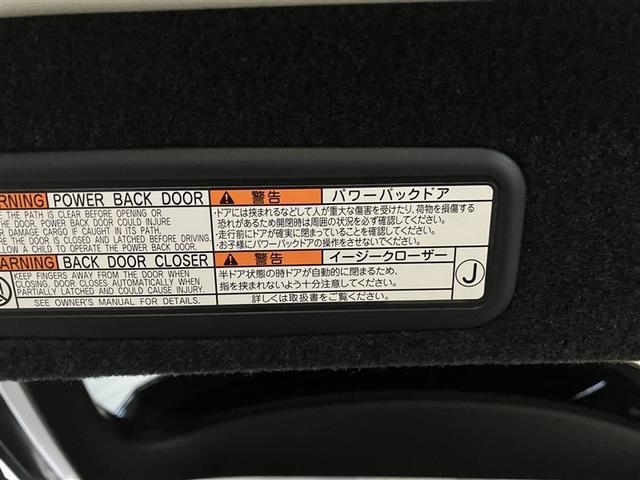 WARNING POWER BACK DOOR
THE PATH IS CLEAR BEFORE OPENING OR
THE DOOR. POWER BACK DOOR COULD INJURE
DAMAGE CARGO IF CAUGHT IN ITS PATH.
THE DOOR IS CLOSED AND LATCHED BEFORE DRIVING.
A CHILD TO OPERATE THE POWER BACK DOOR.
WARNING BACK DOOR CLOSER
KEEP FINGERS AWAY FROM THE DOOR WHEN
CLOSING. DOOR CLOSES AUTOMATICALLY WHEN
PARTIALLY LATCHED AND COULD CAUSE INJURY.
SEE OWNER'S MANUAL FOR DETAILS.
警告 パワーバックドア
・ドアには挟まれるなどして人が重大な傷害を受けたり、荷物を損傷する
恐れがあるため開閉時は周囲の状況を必ず確認してください。
・走行前にドアが確実に閉まっていることを確認してください。
・お子様にパワーバックドアの操作をさせないでください。
警告 イージークローザー
半ドア状態の時ドアが自動的に閉まるため、
指を挟まれないよう十分注意してください。
詳しくは取扱書をご覧ください。
J